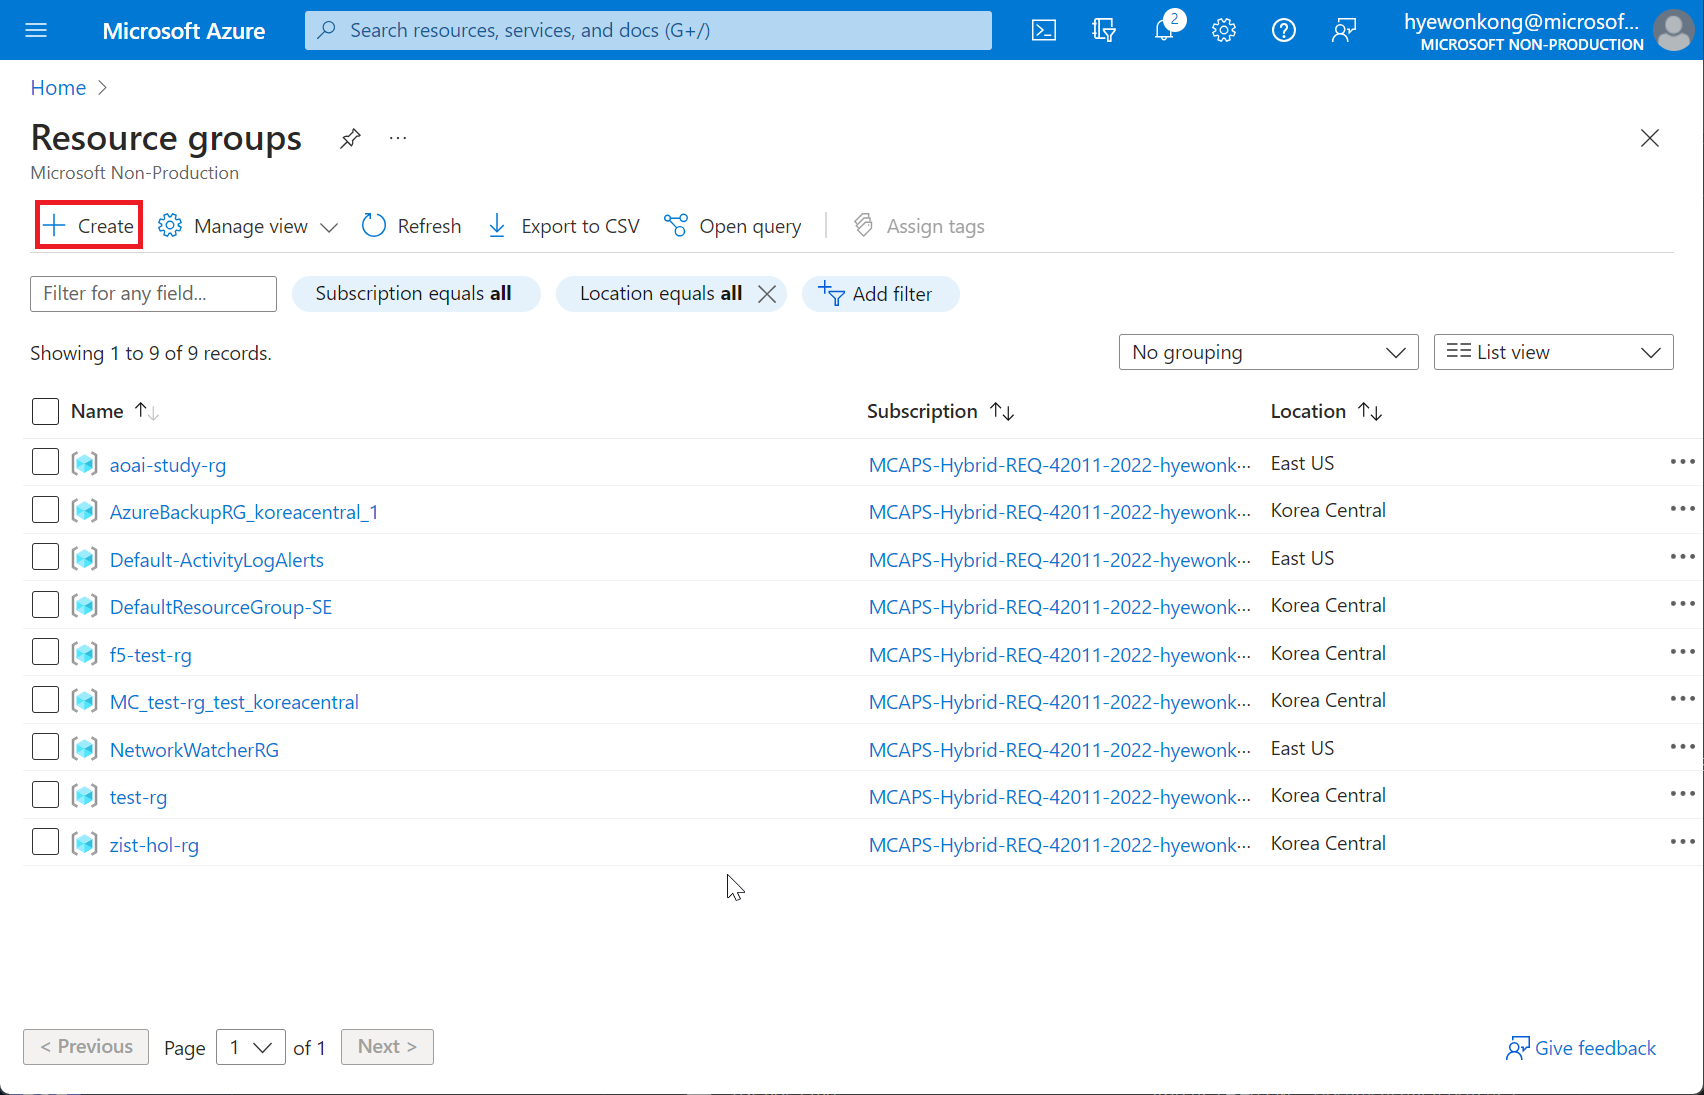 Microsoft Azure
Search resources, services, and docs (G+/)
2
hyewonkong@microsof...
MICROSOFT NON-PRODUCTION
Home
Resource groups
Microsoft Non-Production
Create
Manage view
Refresh
Export to CSV
Open query
Assign tags
Filter for any field...
Subscription equals all
Location equals all
Add filter
Showing 1 to 9 of 9 records.
No grouping
List view
Name Subscription Location
aoai-study-rg MCAPS-Hybrid-REQ-42011-2022-hyewonk... East US
AzureBackupRG_koreacentral_1 MCAPS-Hybrid-REQ-42011-2022-hyewonk... Korea Central
Default-ActivityLogAlerts MCAPS-Hybrid-REQ-42011-2022-hyewonk... East US
DefaultResourceGroup-SE MCAPS-Hybrid-REQ-42011-2022-hyewonk... Korea Central
f5-test-rg MCAPS-Hybrid-REQ-42011-2022-hyewonk... Korea Central
MC_test-rg_test_koreacentral MCAPS-Hybrid-REQ-42011-2022-hyewonk... Korea Central
NetworkWatcherRG MCAPS-Hybrid-REQ-42011-2022-hyewonk... East US
test-rg MCAPS-Hybrid-REQ-42011-2022-hyewonk... Korea Central
zist-hol-rg MCAPS-Hybrid-REQ-42011-2022-hyewonk... Korea Central
< Previous
Page 1 of 1
Next >
Give feedback